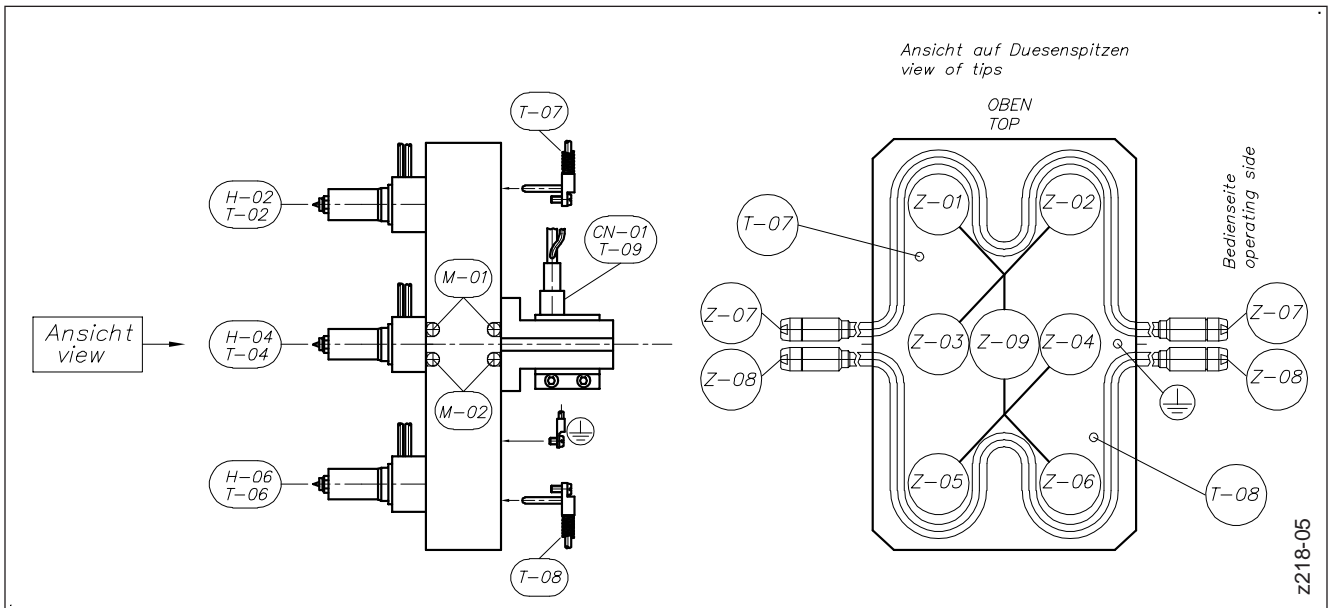 Ansicht auf Duesenspitzen
view of tips
OBEN
TOP
Bedienseite
operating side
Ansicht
view
H-02
T-02
H-04
T-04
H-06
T-06
M-01
M-02
T-07
CN-01
T-09
T-08
T-07
Z-01
Z-02
Z-07
Z-08
Z-03
Z-09
Z-04
Z-07
Z-08
Z-05
Z-06
T-08
z218-05